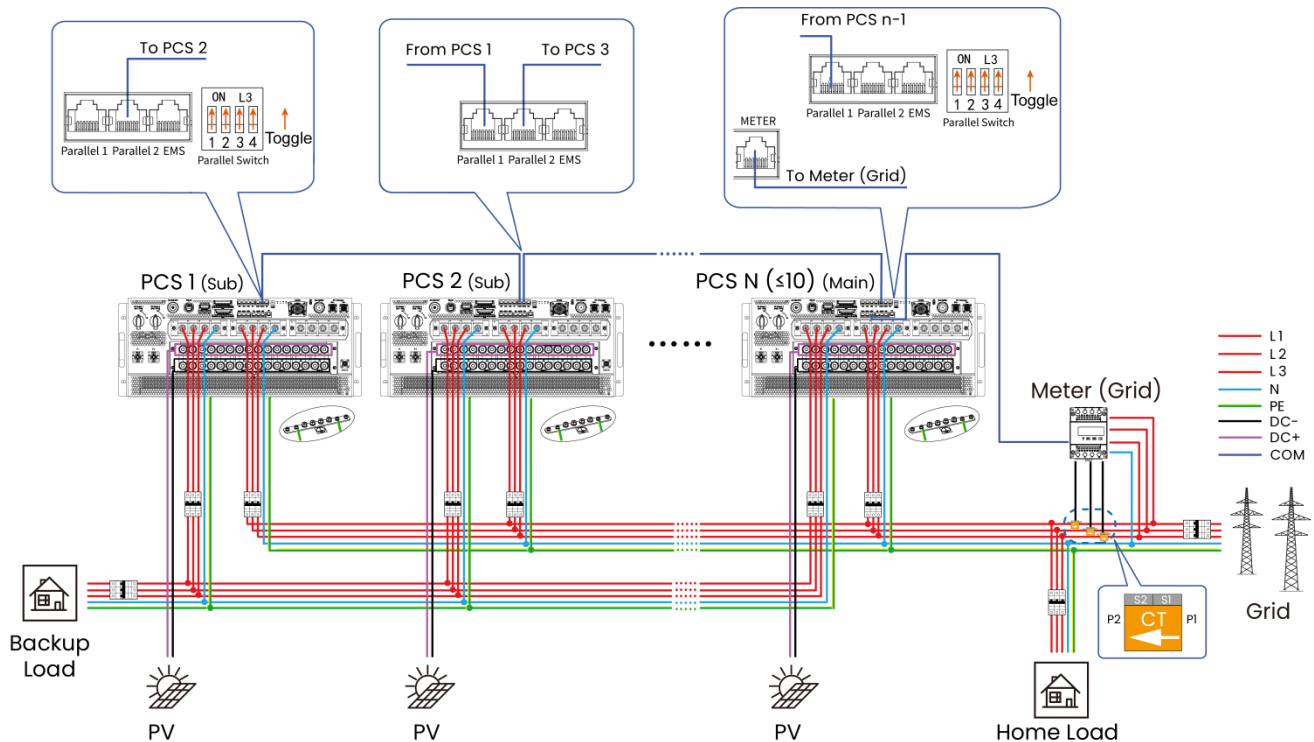 To PCS 2
ON L3
1 2 3 4
Toggle
Parallel 1 Parallel 2 EMS
Parallel Switch
From PCS 1
To PCS 3
Parallel 1 Parallel 2 EMS
From PCS n-1
ON L3
1 2 3 4
Toggle
Parallel 1 Parallel 2 EMS
Parallel Switch
METER
To Meter (Grid)
PCS 1 (Sub)
PCS 2 (Sub)
PCS N (≤10) (Main)
L1
L2
L3
N
PE
DC-
DC+
COM
Meter (Grid)
Backup
Load
PV
PV
PV
Home Load
S2 S1
P2
CT
P1
Grid